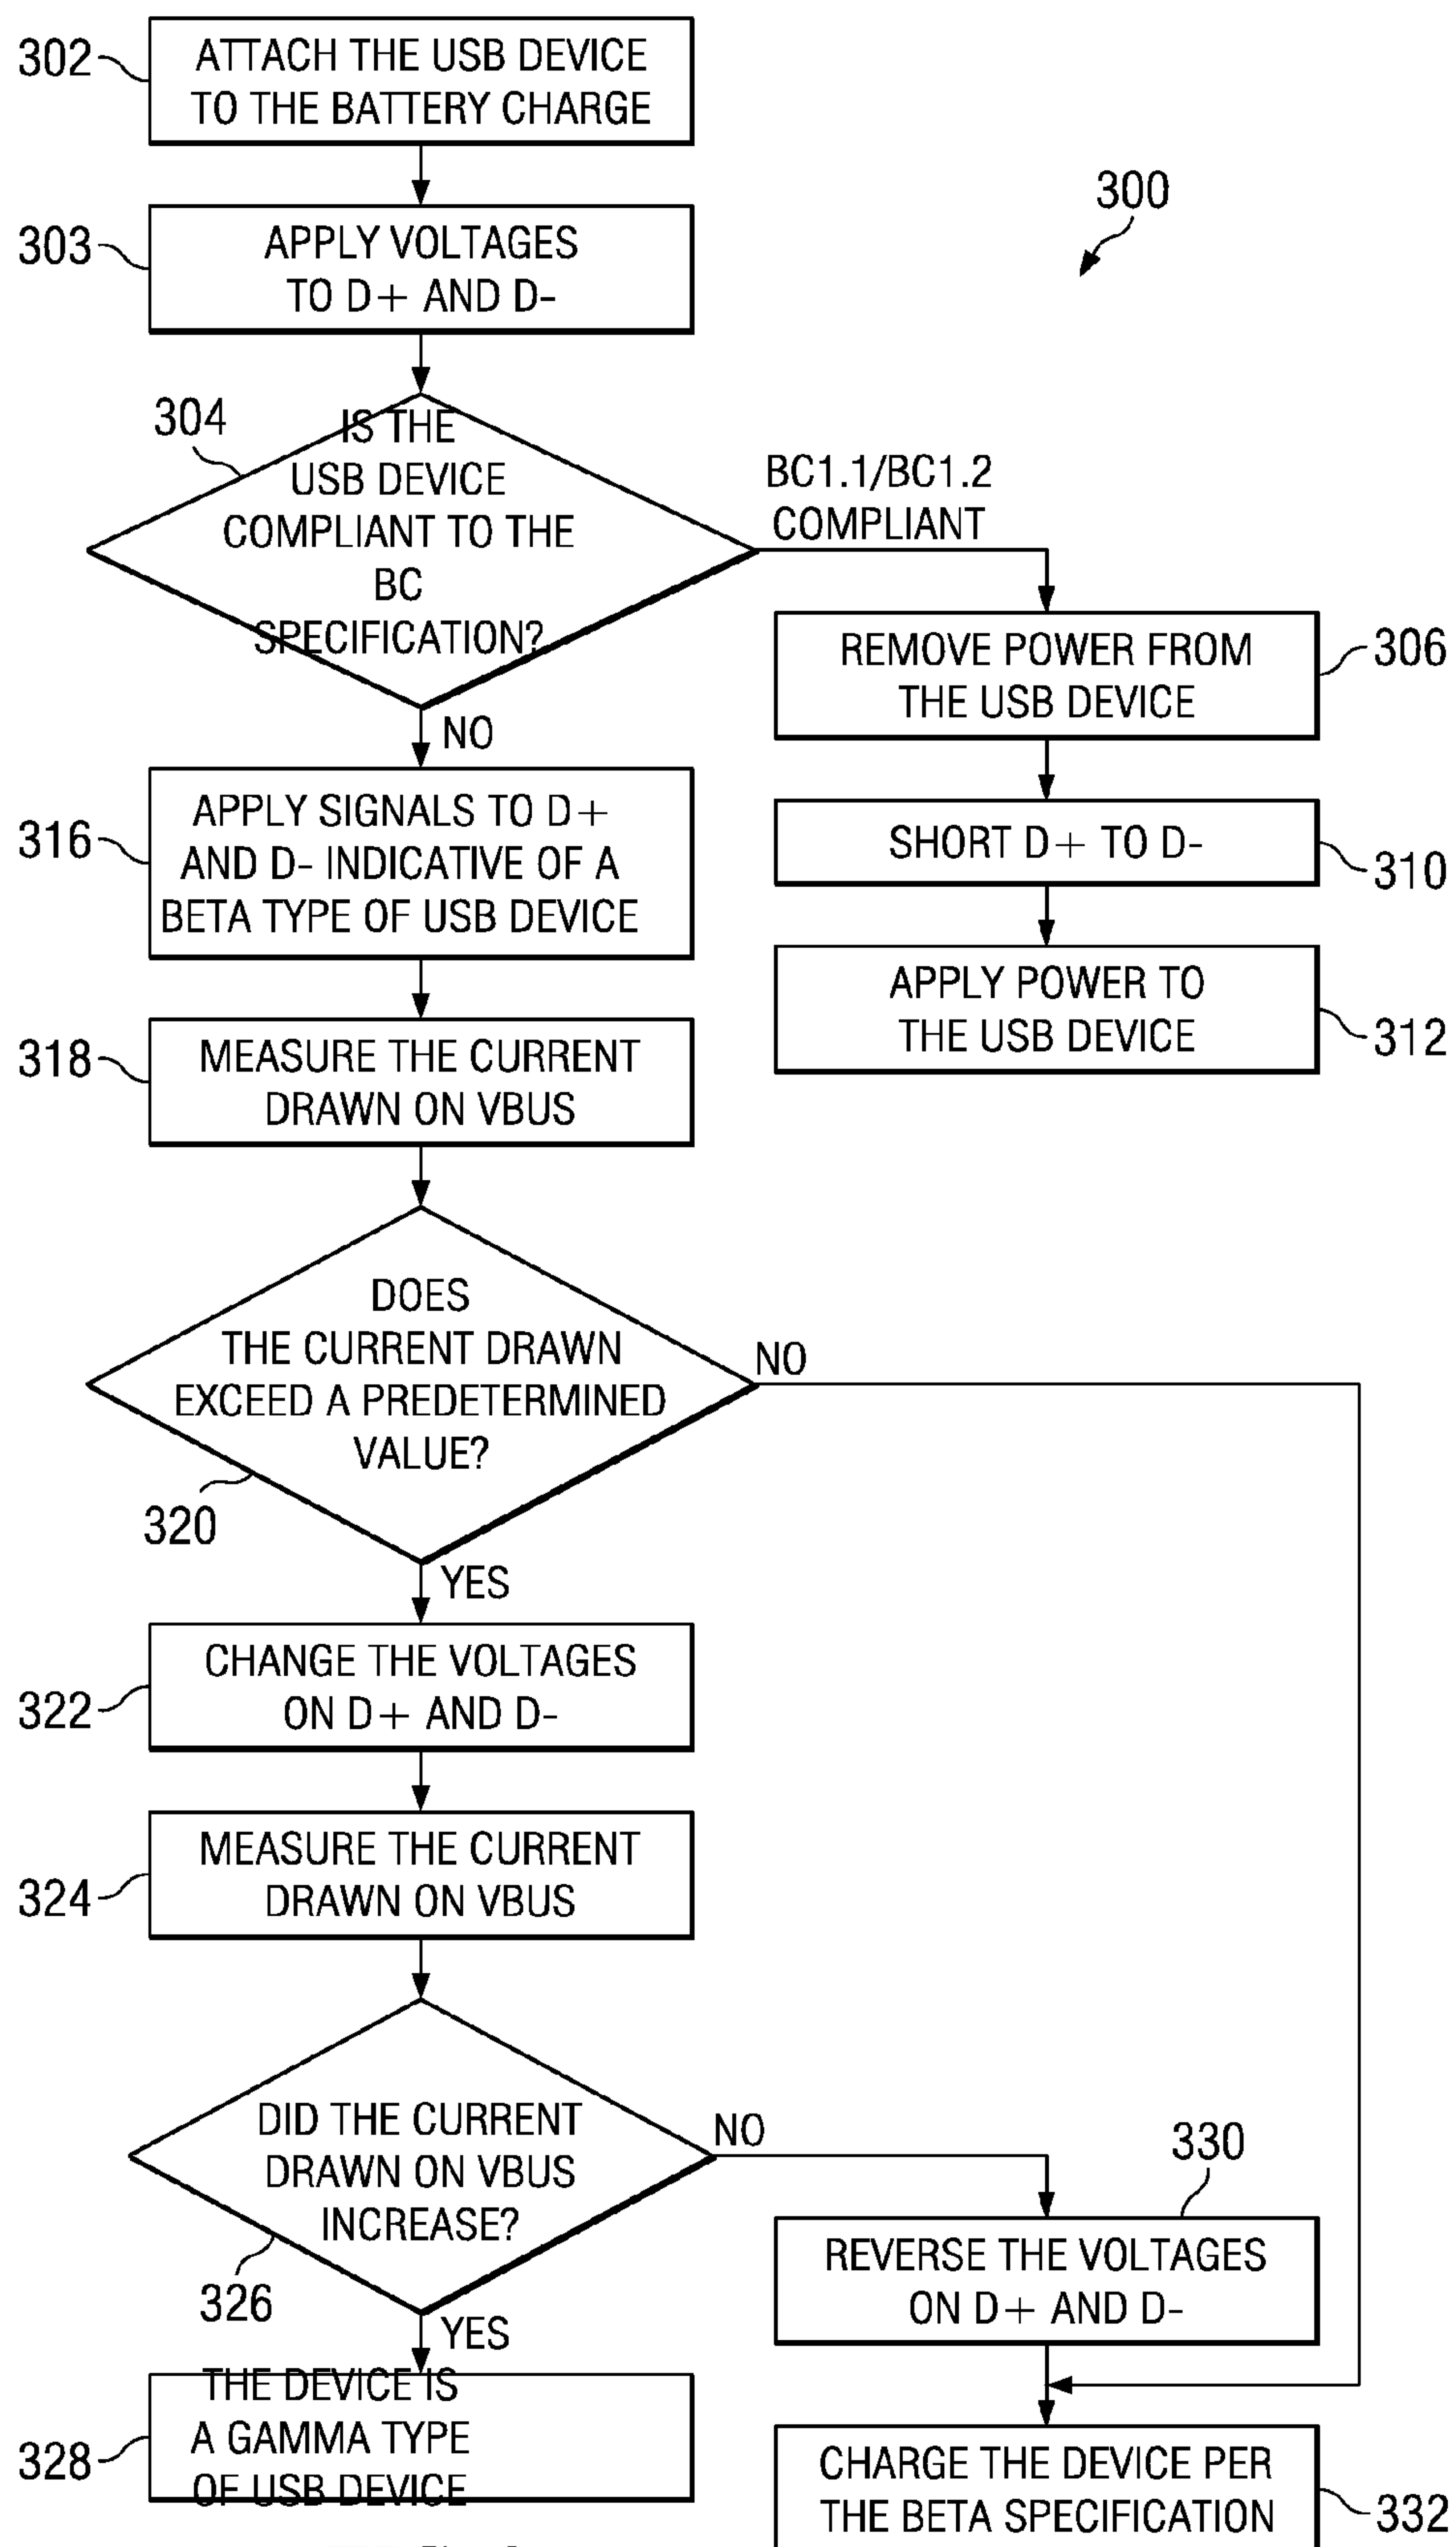 302
ATTACH THE USB DEVICE
TO THE BATTERY CHARGE
300
303
APPLY VOLTAGES
TO D+ AND D-
304
IS THE
USB DEVICE
COMPLIANT TO THE
BC
SPECIFICATION?
BC1.1/BC1.2
COMPLIANT
REMOVE POWER FROM
THE USB DEVICE
306
NO
SHORT D+ TO D-
310
APPLY POWER TO
THE USB DEVICE
312
316
APPLY SIGNALS TO D+
AND D- INDICATIVE OF A
BETA TYPE OF USB DEVICE
318
MEASURE THE CURRENT
DRAWN ON VBUS
DOES
THE CURRENT DRAWN
EXCEED A PREDETERMINED
VALUE?
NO
320
YES
322
CHANGE THE VOLTAGES
ON D+ AND D-
324
MEASURE THE CURRENT
DRAWN ON VBUS
DID THE CURRENT
DRAWN ON VBUS
INCREASE?
NO
326
YES
330
REVERSE THE VOLTAGES
ON D+ AND D-
328
THE DEVICE IS
A GAMMA TYPE
OF USB DEVICE
CHARGE THE DEVICE PER
THE BETA SPECIFICATION
332